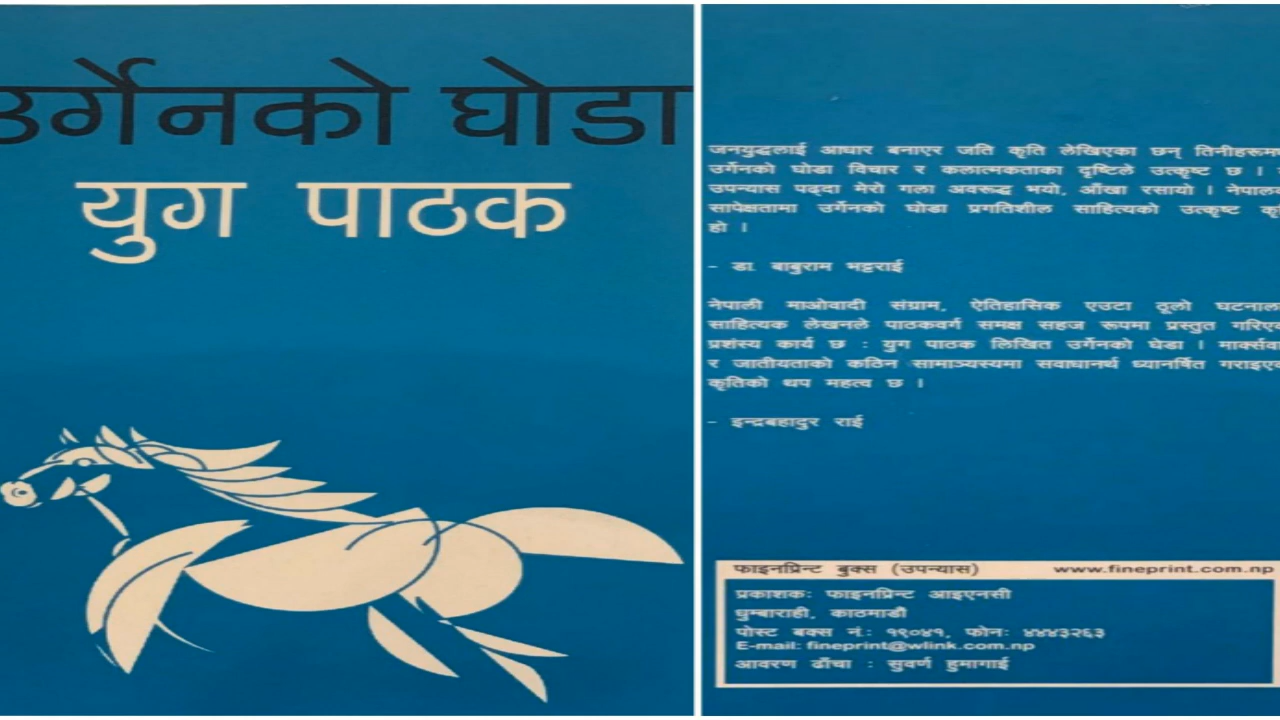 उर्गेनको घोडा
युग पाठक
जनयुद्धलाई आधार बनाएर जति कृति लेखिएका छन् तिनीहरूम
उर्गेनको घोडा विचार र कलात्मकताका दृष्टिले उत्कृष्ट छ ।
उपन्यास पढ्दा मेरो गला अवरुद्ध भयो, आँखा रसायो । नेपाल
सापेक्षतामा उर्गेनको घोडा प्रगतिशील साहित्यको उत्कृष्ट कृ
हो ।
- डा. बाबुराम भट्टराई
नेपाली माओवादी संग्राम, ऐतिहासिक एउटा ठूलो घटनाला
साहित्यक लेखनले पाठकवर्ग समक्ष सहज रूपमा प्रस्तुत गरिए
प्रशंस्य कार्य छ : युग पाठक लिखित उर्गेनको घेडा । मार्क्सवा
र जातीयताको कठिन सामाञ्यस्यमा सवाधानर्थ ध्यानर्षित गराइए
कृतिको थप महत्व छ ।
- इन्द्रबहादुर राई
फाइनप्रिन्ट बुक्स (उपन्यास) www.fineprint.com.np
प्रकाशकः फाइनप्रिन्ट आइएनसी
धुम्बाराही, काठमाडौं
पोस्ट बक्स नं.: १९०४१, फोनः ४४४३२६३
E-mail: fineprint@wlink.com.np
आवरण ढाँचा : सुवर्ण हुमागाईं